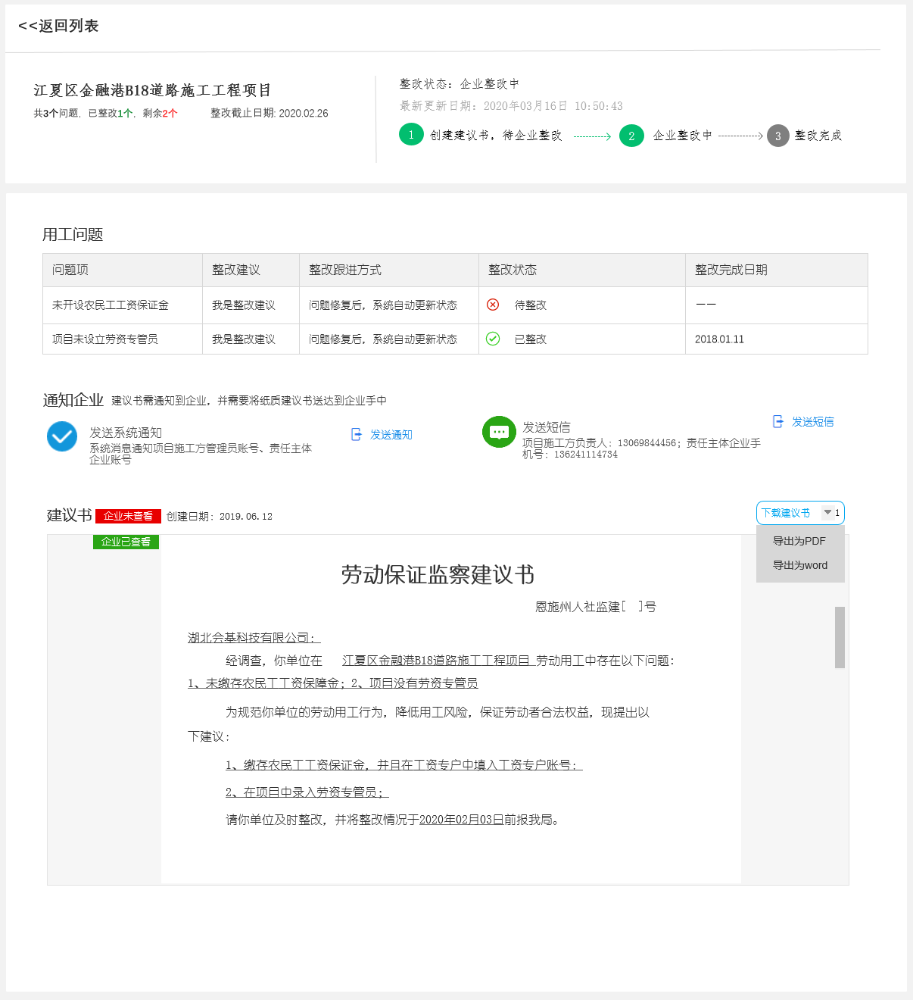 <<返回列表
江夏区金融港B18道路施工工程项目
共3个问题，已整改1个，剩余2个 整改截止日期: 2020.02.26
整改状态：企业整改中
最新更新日期：2020年03月16日 10:50:43
1 创建建议书，待企业整改 2 企业整改中 3 整改完成
用工问题
问题项 整改建议 整改跟进方式 整改状态 整改完成日期
未开设农民工工资保证金 我是整改建议 问题修复后，系统自动更新状态 待整改 ——
项目未设立劳资专管员 我是整改建议 问题修复后，系统自动更新状态 已整改 2018.01.11
通知企业 建议书需通知到企业，并需要将纸质建议书送达到企业手中
发送系统通知
系统消息通知项目施工方管理员账号、责任主体
企业账号
发送通知
发送短信
项目施工方负责人：13069844456；责任主体企业手
机号：136241114734
发送短信
建议书 企业未查看 创建日期：2019.06.12
企业已查看
下载建议书 1
导出为PDF
导出为word
劳动保证监察建议书
恩施州人社监建[ ]号
湖北会基科技有限公司：
经调查，你单位在 江夏区金融港B18道路施工工程项目 劳动用工中存在以下问题：
1、未缴存农民工工资保障金；2、项目没有劳资专管员
为规范你单位的劳动用工行为，降低用工风险，保证劳动者合法权益，现提出以
下建议：
1、缴存农民工工资保证金，并且在工资专户中填入工资专户账号；
2、在项目中录入劳资专管员；
请你单位及时整改，并将整改情况于2020年02月03日前报我局。